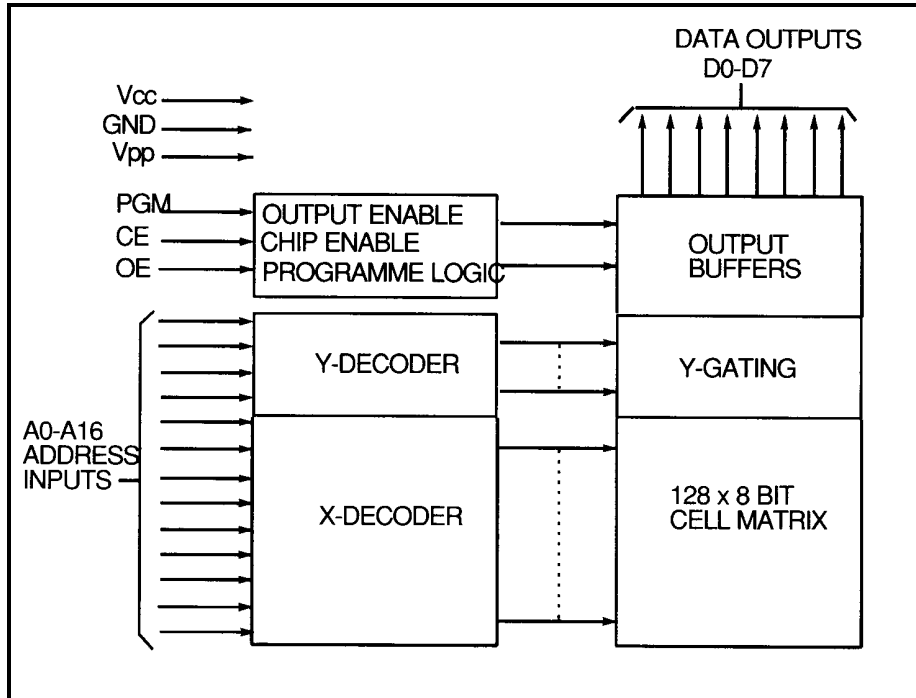 DATA OUTPUTS
D0-D7
Vcc
GND
Vpp
PGM
CE
OE
OUTPUT ENABLE
CHIP ENABLE
PROGRAMME LOGIC
OUTPUT
BUFFERS
Y-DECODER
Y-GATING
A0-A16
ADDRESS
INPUTS
X-DECODER
128 x 8 BIT
CELL MATRIX